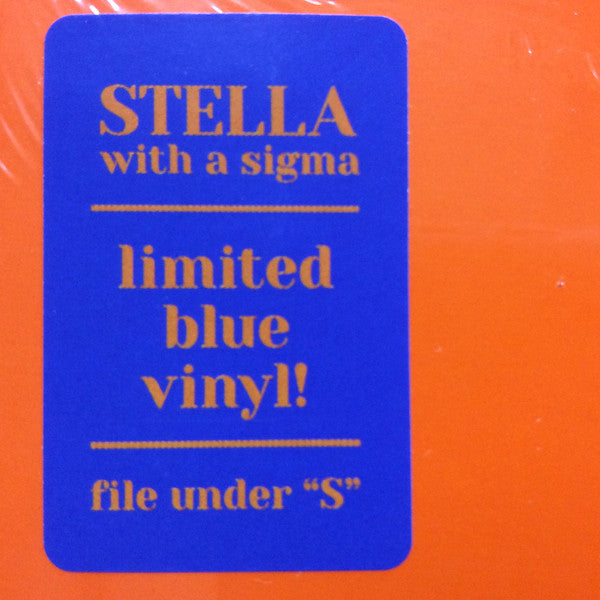 STELLA
with a sigma
limited
blue
vinyl!
file under “S”